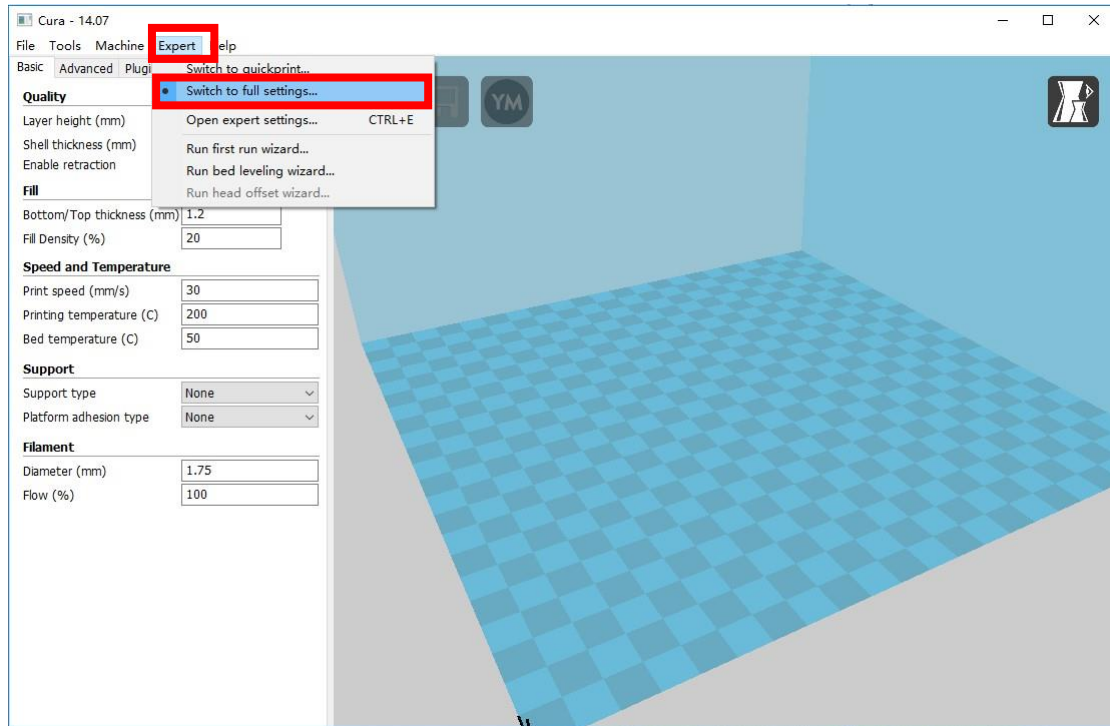 Cura - 14.07
File Tools Machine Expert elp
Basic Advanced Plugi
Switch to quickprint...
Switch to full settings...
Open expert settings... CTRL+E
Run first run wizard...
Run bed leveling wizard...
Run head offset wizard...
YM
Quality
Layer height (mm)
Shell thickness (mm)
Enable retraction
Fill
Bottom/Top thickness (mm) 1.2
Fill Density (%) 20
Speed and Temperature
Print speed (mm/s) 30
Printing temperature (C) 200
Bed temperature (C) 50
Support
Support type None
Platform adhesion type None
Filament
Diameter (mm) 1.75
Flow (%) 100